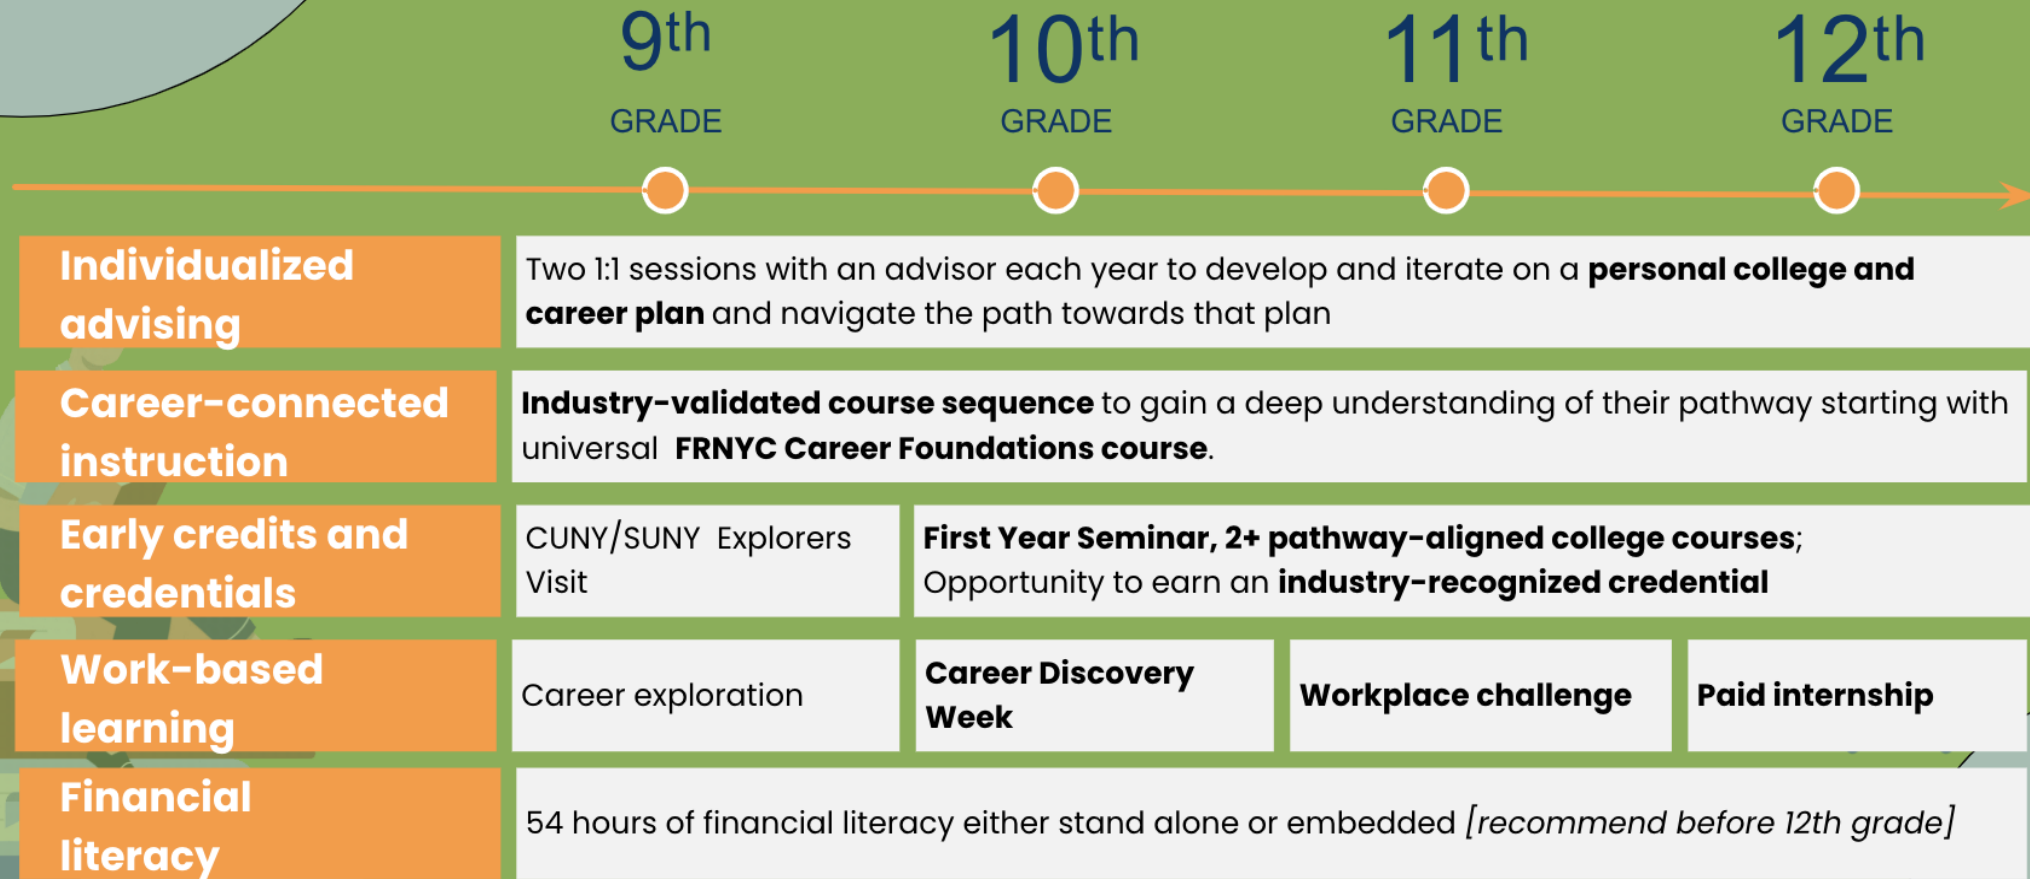 9th
GRADE
10th
GRADE
11th
GRADE
12th
GRADE
Individualized
advising
Two 1:1 sessions with an advisor each year to develop and iterate on a personal college and
career plan and navigate the path towards that plan
Career-connected
instruction
Industry-validated course sequence to gain a deep understanding of their pathway starting with
universal  FRNYC Career Foundations course.
Early credits and
credentials
CUNY/SUNY  Explorers
Visit
First Year Seminar, 2+ pathway-aligned college courses;
Opportunity to earn an industry-recognized credential
Work-based
learning
Career exploration
Career Discovery
Week
Workplace challenge
Paid internship
Financial
literacy
54 hours of financial literacy either stand alone or embedded [recommend before 12th grade]